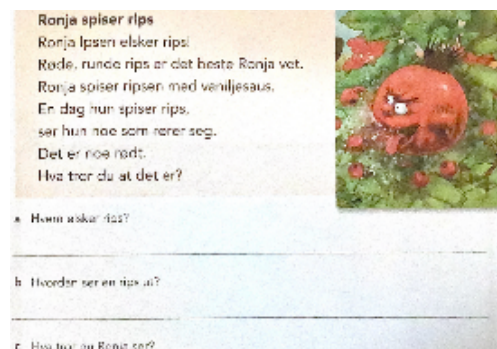 Ronja spiser rips
Ronja Ipsen elsker rips!
Røde, runde rips er det beste Ronja vet.
Ronja spiser ripsen med vaniljesaus.
En dag hun spiser rips,
ser hun noe som rører seg.
Det er noe rødt.
Hva tror du at det er?
a Hvem elsker rips?
b Hvordan ser en rips ut?
c Hva tror du Ronja ser?